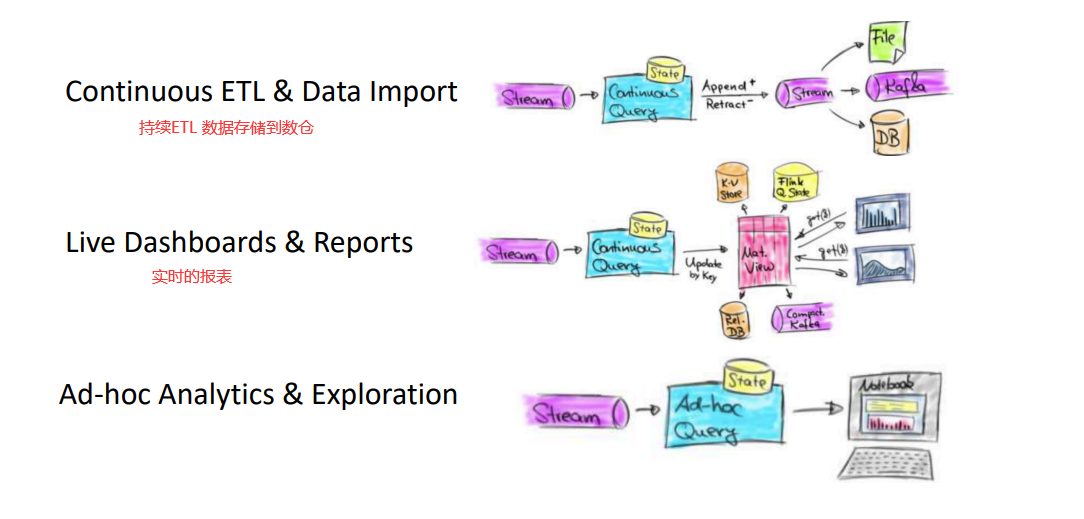 Continuous ETL & Data Import
持续ETL 数据存储到数仓
Stream
State
Continuous
Query
Append+
Retract-
Stream
File
Kafka
DB
Live Dashboards & Reports
实时的报表
Stream
State
Continuous
Query
Update
by Key
K-V
Store
Flink
Q State
Mat.
View
get(3)
get(3)
Rel.
DB
Compact.
Kafka
Ad-hoc Analytics & Exploration
Stream
State
Ad-hoc
Query
Notebook